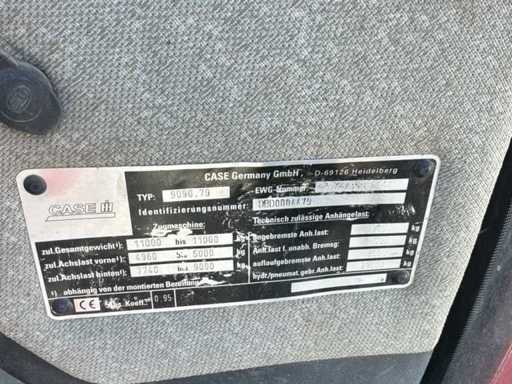 CASE Germany GmbH, D-69126 Heidelberg
CASE IH
TYP: 9090.79 EWG-Nummer:
Identifizierungsnummer:
Zugmaschine: Technisch zulässige Anhängelast:
zul.Gesamtgewicht¹): 11000 bis 11000 ungebremste Anh.last kg
zul.Achslast vorne¹): 4960 5000 Anh.last f. unabh. Bremsg. kg
zul.Achslast hinten¹): 7740 bis 9000 auflaufgebremste Anh.last kg
hydr/pneumat.gebr.Anh.last kg
¹) abhängig von der montierten Bereifung
CE Abs. Koeff. 0.95